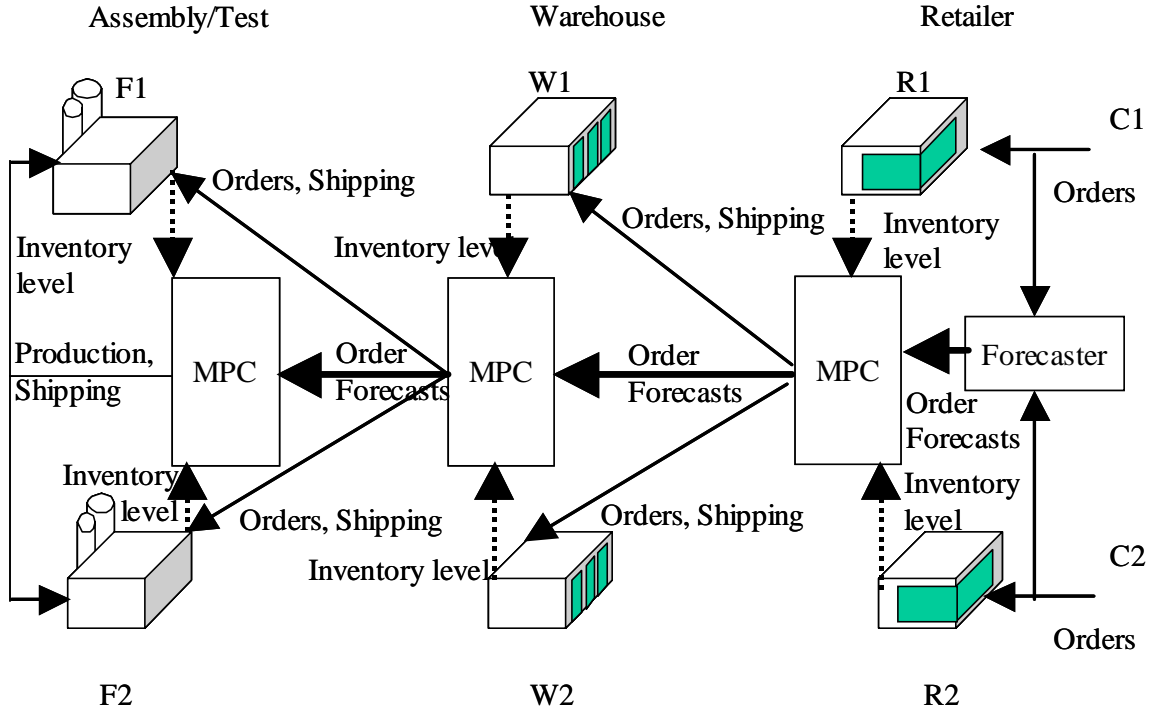 Assembly/Test
Warehouse
Retailer
F1
W1
R1
C1
Orders, Shipping
Orders
Orders, Shipping
Inventory
level
Inventory level
Inventory
level
Production,
Shipping
MPC
Order
Forecasts
MPC
Order
Forecasts
MPC
Forecaster
Order
Forecasts
Inventory
level
Orders, Shipping
Inventory level
Orders, Shipping
Inventory
level
C2
Orders
F2
W2
R2